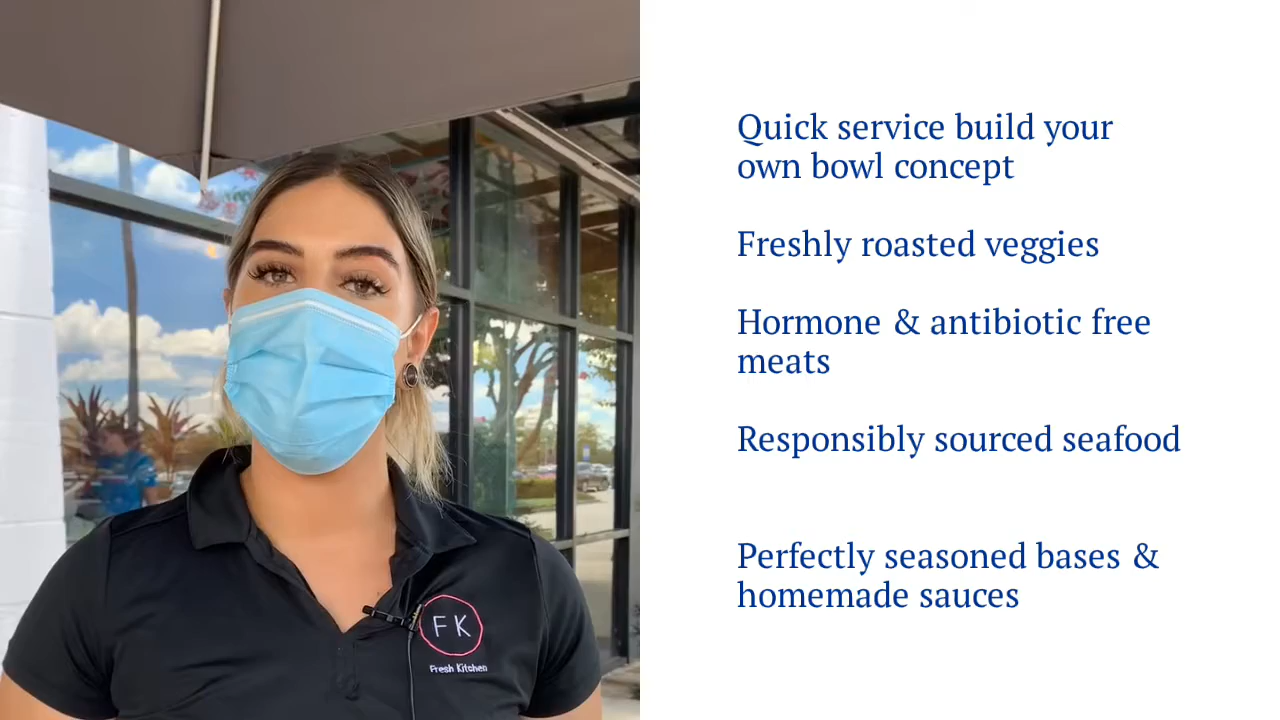 Quick service build your
own bowl concept
Freshly roasted veggies
Hormone & antibiotic free
meats
Responsibly sourced seafood
Perfectly seasoned bases &
homemade sauces
FK
Fresh Kitchen